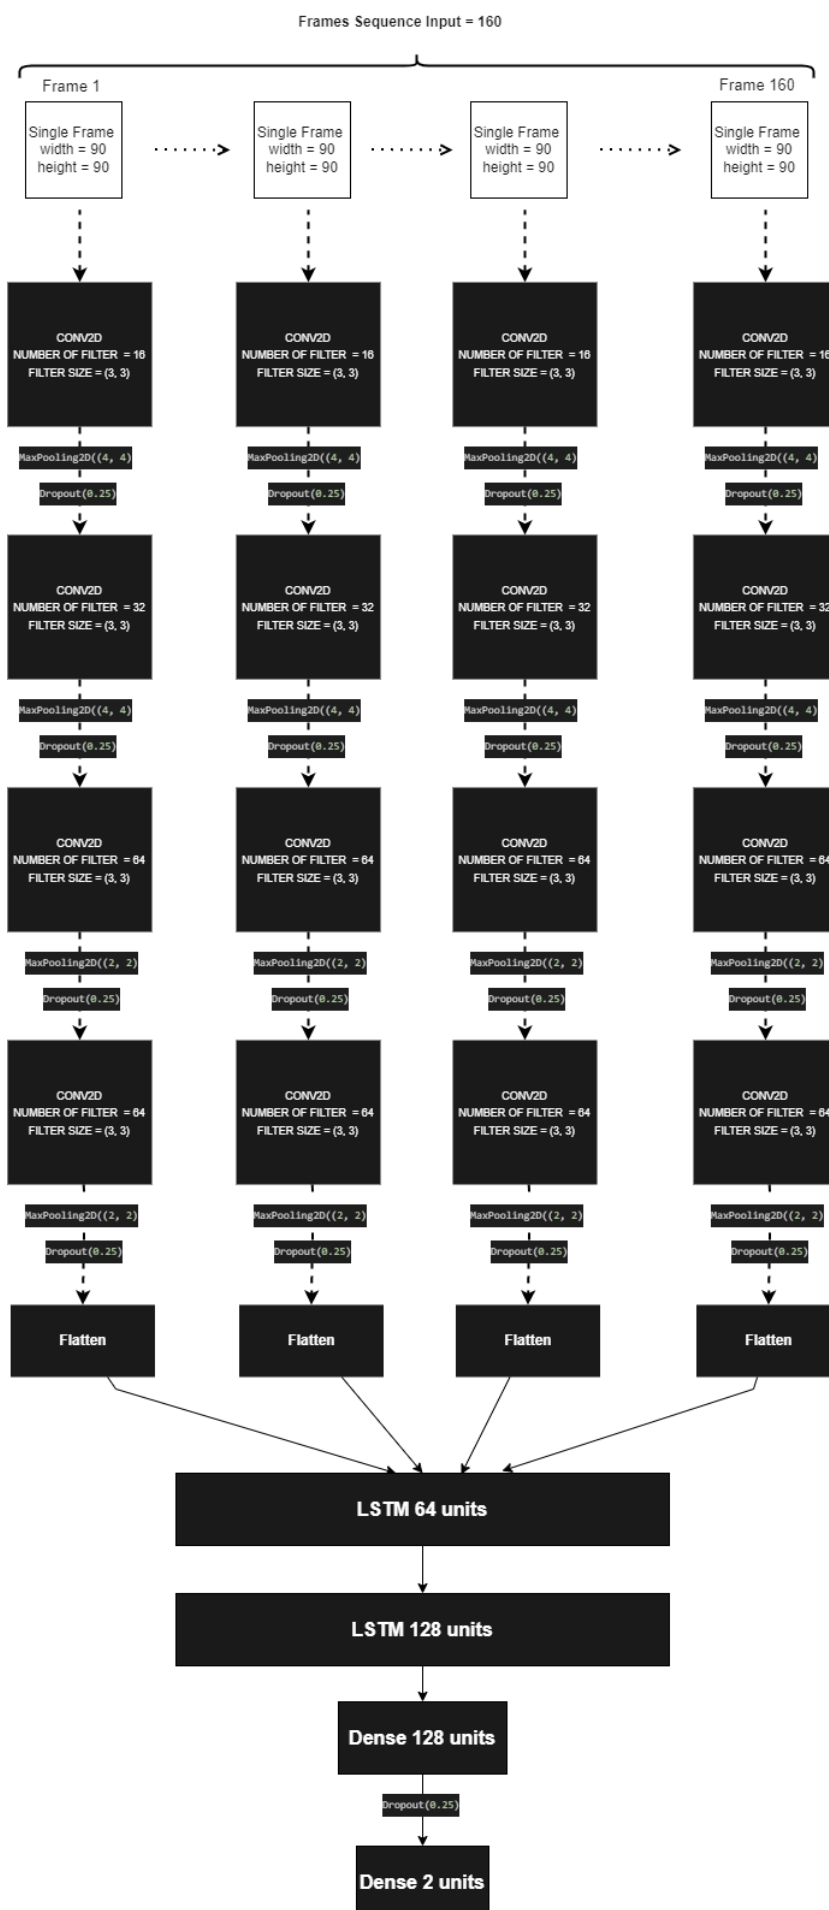 Frames Sequence Input = 160
Frame 1
Frame 160
Single Frame
width = 90
height = 90
Single Frame
width = 90
height = 90
Single Frame
width = 90
height = 90
Single Frame
width = 90
height = 90
CONV2D
NUMBER OF FILTER = 16
FILTER SIZE = (3, 3)
CONV2D
NUMBER OF FILTER = 16
FILTER SIZE = (3, 3)
CONV2D
NUMBER OF FILTER = 16
FILTER SIZE = (3, 3)
CONV2D
NUMBER OF FILTER = 16
FILTER SIZE = (3, 3)
MaxPooling2D((4, 4)
MaxPooling2D((4, 4)
MaxPooling2D((4, 4)
MaxPooling2D((4, 4)
Dropout(0.25)
Dropout(0.25)
Dropout(0.25)
Dropout(0.25)
CONV2D
NUMBER OF FILTER = 32
FILTER SIZE = (3, 3)
CONV2D
NUMBER OF FILTER = 32
FILTER SIZE = (3, 3)
CONV2D
NUMBER OF FILTER = 32
FILTER SIZE = (3, 3)
CONV2D
NUMBER OF FILTER = 32
FILTER SIZE = (3, 3)
MaxPooling2D((4, 4)
MaxPooling2D((4, 4)
MaxPooling2D((4, 4)
MaxPooling2D((4, 4)
Dropout(0.25)
Dropout(0.25)
Dropout(0.25)
Dropout(0.25)
CONV2D
NUMBER OF FILTER = 64
FILTER SIZE = (3, 3)
CONV2D
NUMBER OF FILTER = 64
FILTER SIZE = (3, 3)
CONV2D
NUMBER OF FILTER = 64
FILTER SIZE = (3, 3)
CONV2D
NUMBER OF FILTER = 64
FILTER SIZE = (3, 3)
MaxPooling2D((2, 2)
MaxPooling2D((2, 2)
MaxPooling2D((2, 2)
MaxPooling2D((2, 2)
Dropout(0.25)
Dropout(0.25)
Dropout(0.25)
Dropout(0.25)
CONV2D
NUMBER OF FILTER = 64
FILTER SIZE = (3, 3)
CONV2D
NUMBER OF FILTER = 64
FILTER SIZE = (3, 3)
CONV2D
NUMBER OF FILTER = 64
FILTER SIZE = (3, 3)
CONV2D
NUMBER OF FILTER = 64
FILTER SIZE = (3, 3)
MaxPooling2D((2, 2)
MaxPooling2D((2, 2)
MaxPooling2D((2, 2)
MaxPooling2D((2, 2)
Dropout(0.25)
Dropout(0.25)
Dropout(0.25)
Dropout(0.25)
Flatten
Flatten
Flatten
Flatten
LSTM 64 units
LSTM 128 units
Dense 128 units
Dropout(0.25)
Dense 2 units